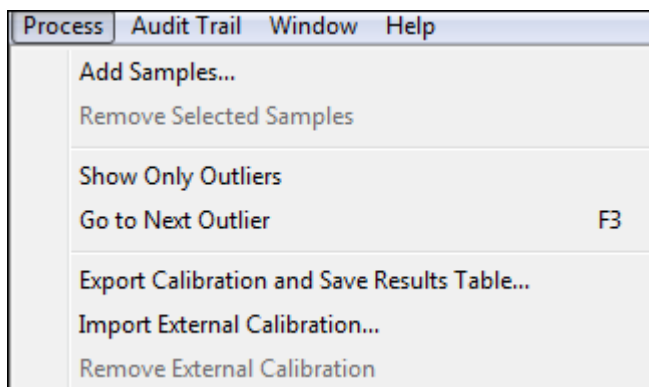 Process Audit Trail Window Help
Add Samples...
Remove Selected Samples
Show Only Outliers
Go to Next Outlier F3
Export Calibration and Save Results Table...
Import External Calibration...
Remove External Calibration